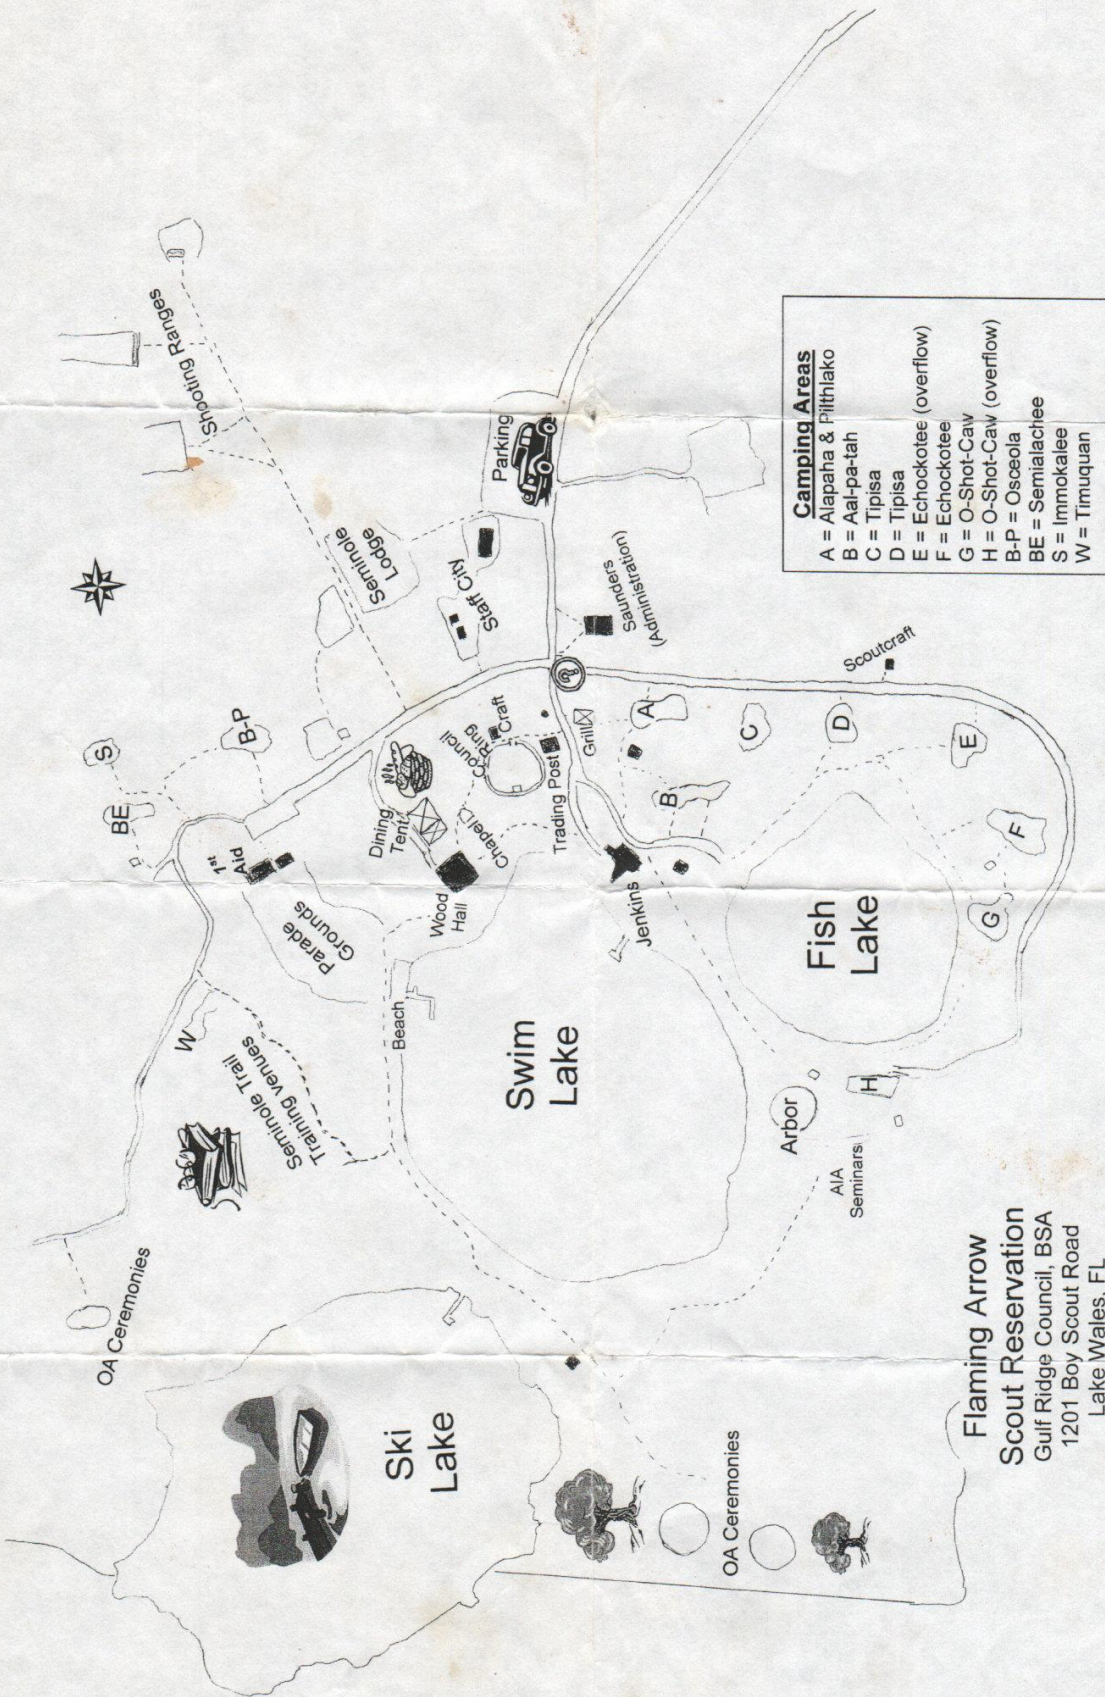 OA Ceremonies
W
Seminole Trail
Training venues
BE
S
B-P
1st
Aid
Parade
Grounds
Shooting Ranges
Seminole
Lodge
Staff City
Parking
Dining
Tent
Wood
Hall
Chapel
Council
Ring
Craft
Trading Post
Grill
?
Saunders
(Administration)
Beach
Ski
Lake
Swim
Lake
Jenkins
A
B
C
D
E
F
G
H
Scoutcraft
Fish
Lake
Arbor
AIA
Seminars
OA Ceremonies
Flaming Arrow
Scout Reservation
Gulf Ridge Council, BSA
1201 Boy Scout Road
Lake Wales, FL
Camping Areas
A = Alapaha & Pilthlako
B = Aal-pa-tah
C = Tipisa
D = Tipisa
E = Echockotee (overflow)
F = Echockotee
G = O-Shot-Caw
H = O-Shot-Caw (overflow)
B-P = Osceola
BE = Semialachee
S = Immokalee
W = Timuquan